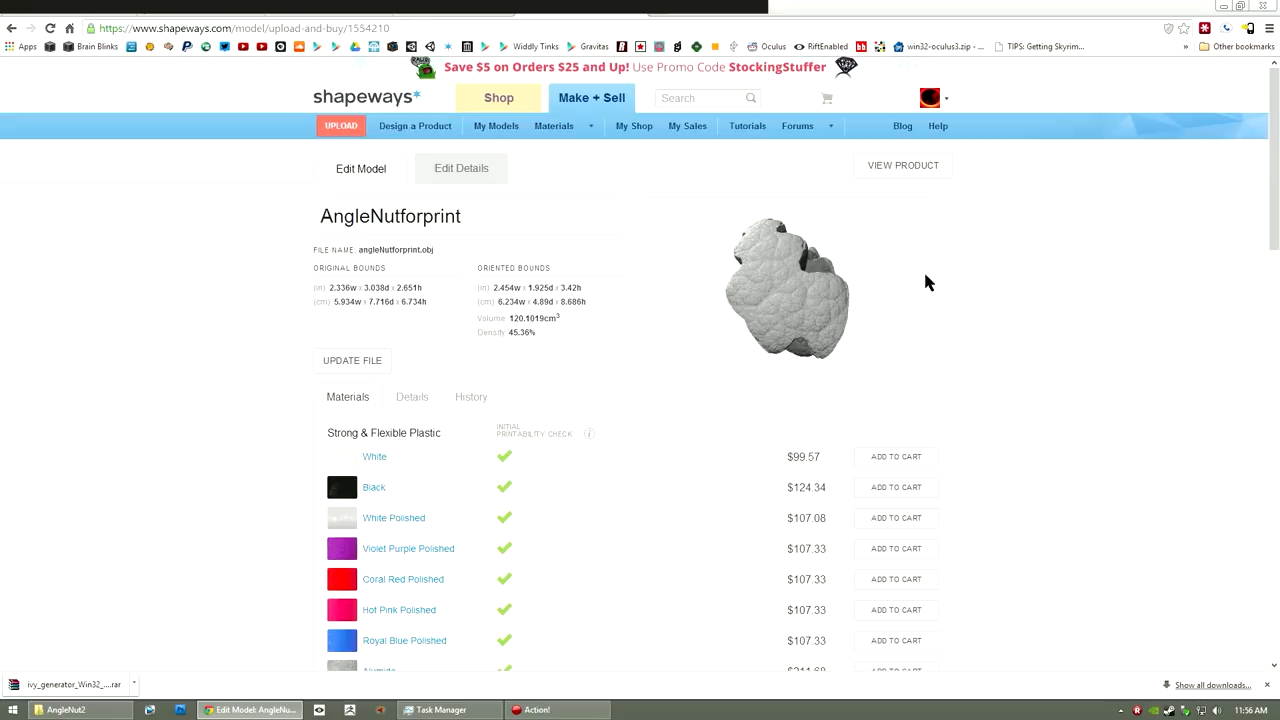 https://www.shapeways.com/model/upload-and-buy/1554210
Apps Brain Blinks Widdly Tinks Gravitas Oculus RiftEnabled win32-oculus3.zip - ... TIPS: Getting Skyrim... » Other bookmarks
Save $5 on Orders $25 and Up! Use Promo Code StockingStuffer
shapeways* Shop Make + Sell Search
UPLOAD Design a Product My Models Materials My Shop My Sales Tutorials Forums Blog Help
Edit Model Edit Details VIEW PRODUCT
AngleNutforprint
FILE NAME: angleNutforprint.obj
ORIGINAL BOUNDS ORIENTED BOUNDS
(in) 2.336w x 3.038d x 2.651h (in) 2.454w x 1.925d x 3.42h
(cm) 5.934w x 7.716d x 6.734h (cm) 6.234w x 4.89d x 8.686h
Volume 120.1019cm3
Density 45.36%
UPDATE FILE
Materials Details History
Strong & Flexible Plastic INITIAL PRINTABILITY CHECK i
White $99.57 ADD TO CART
Black $124.34 ADD TO CART
White Polished $107.08 ADD TO CART
Violet Purple Polished $107.33 ADD TO CART
Coral Red Polished $107.33 ADD TO CART
Hot Pink Polished $107.33 ADD TO CART
Royal Blue Polished $107.33 ADD TO CART
ivy_generator_Win32_....rar Show all downloads...
AngleNut2 Edit Model: AngleNu... Task Manager Action! 11:56 AM